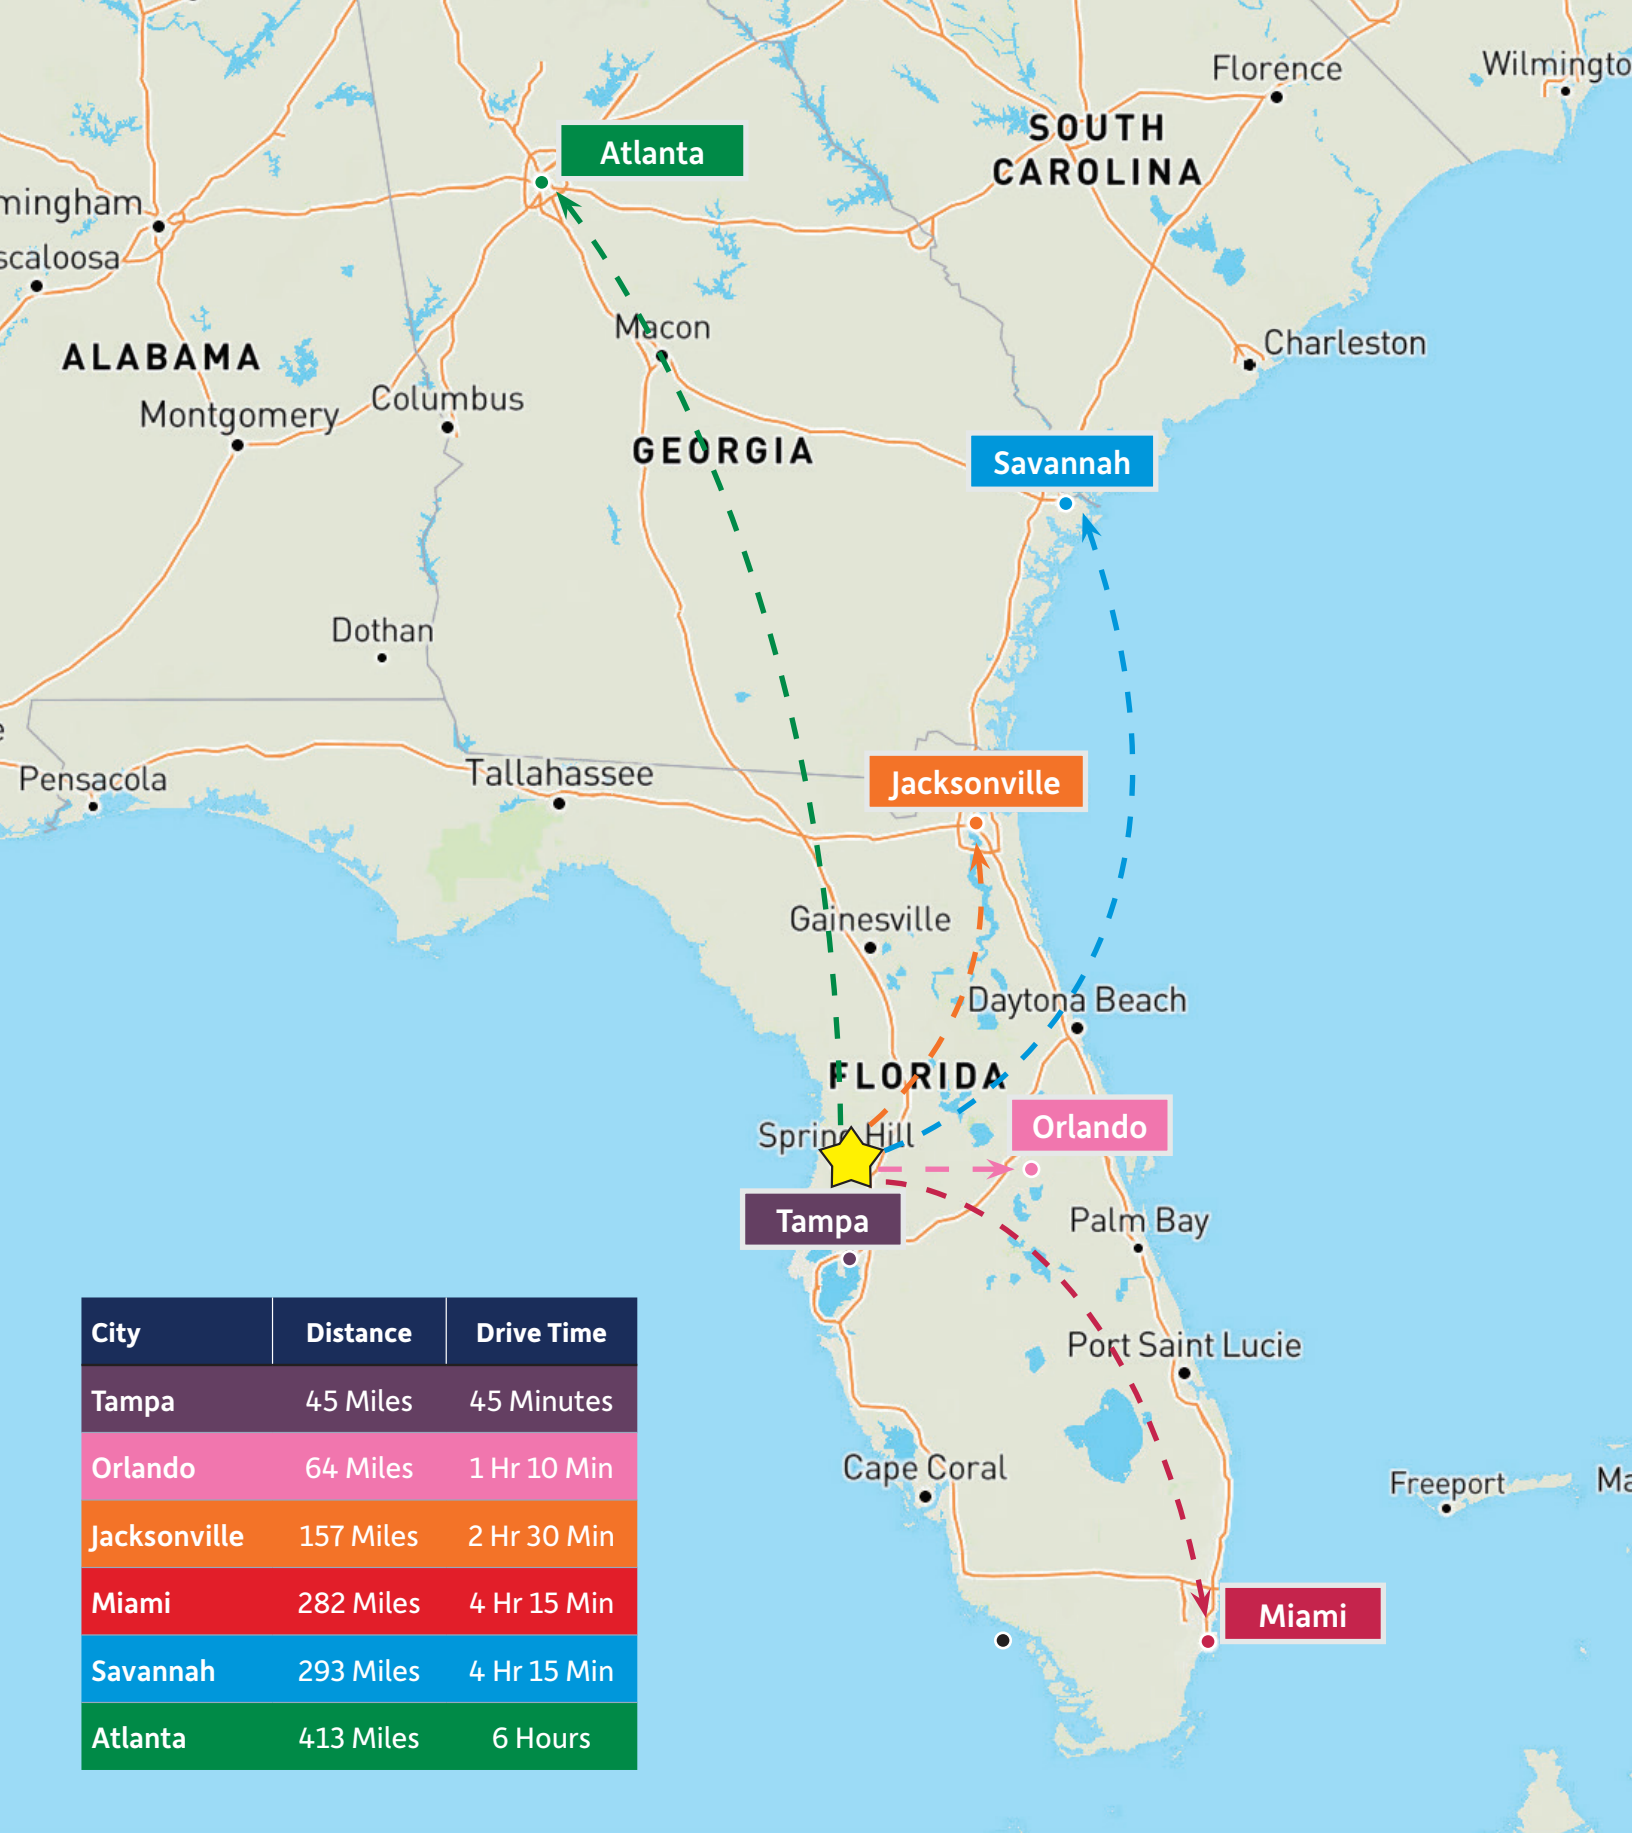 Florence
Wilmingto
SOUTH
CAROLINA
Atlanta
mingham
scaloosa
Macon
Charleston
ALABAMA
Columbus
Montgomery
GEORGIA
Savannah
Dothan
e
Pensacola
Tallahassee
Jacksonville
Gainesville
Daytona Beach
FLORIDA
Orlando
Spring Hill
Tampa
Palm Bay
Port Saint Lucie
Cape Coral
Freeport
Ma
Miami
City Distance Drive Time
Tampa 45 Miles 45 Minutes
Orlando 64 Miles 1 Hr 10 Min
Jacksonville 157 Miles 2 Hr 30 Min
Miami 282 Miles 4 Hr 15 Min
Savannah 293 Miles 4 Hr 15 Min
Atlanta 413 Miles 6 Hours